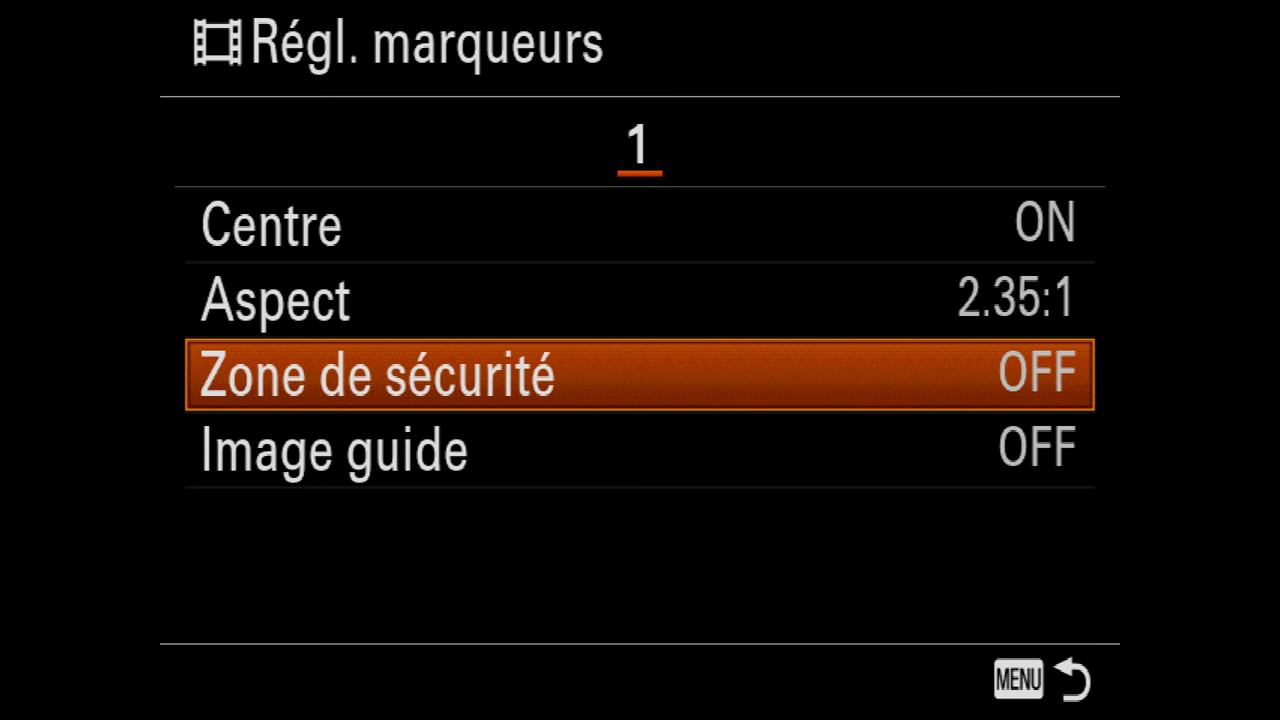 Régl. marqueurs
1
Centre ON
Aspect 2.35:1
Zone de sécurité OFF
Image guide OFF
MENU